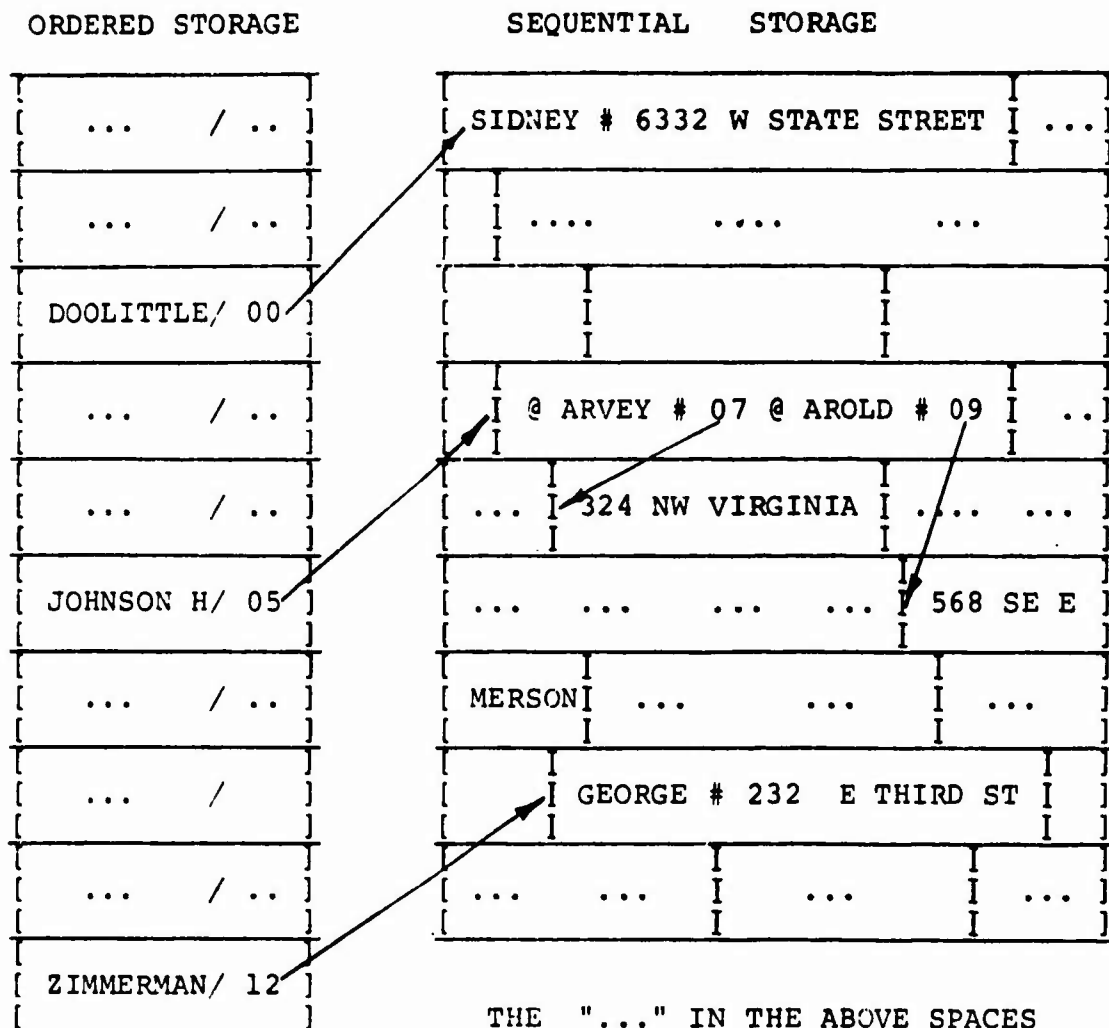 ORDERED STORAGE SEQUENTIAL STORAGE
... / .. SIDNEY # 6332 W STATE STREET ...
... / .. .... .... ...
DOOLITTLE/ 00
... / .. @ ARVEY # 07 @ AROLD # 09 ..
... / .. ... 324 NW VIRGINIA .... ...
JOHNSON H/ 05 ... ... ... ... 568 SE E
... / .. MERSON ... ... ...
... / GEORGE # 232 E THIRD ST
... / .. ... ... ... ...
ZIMMERMAN/ 12
THE "..." IN THE ABOVE SPACES